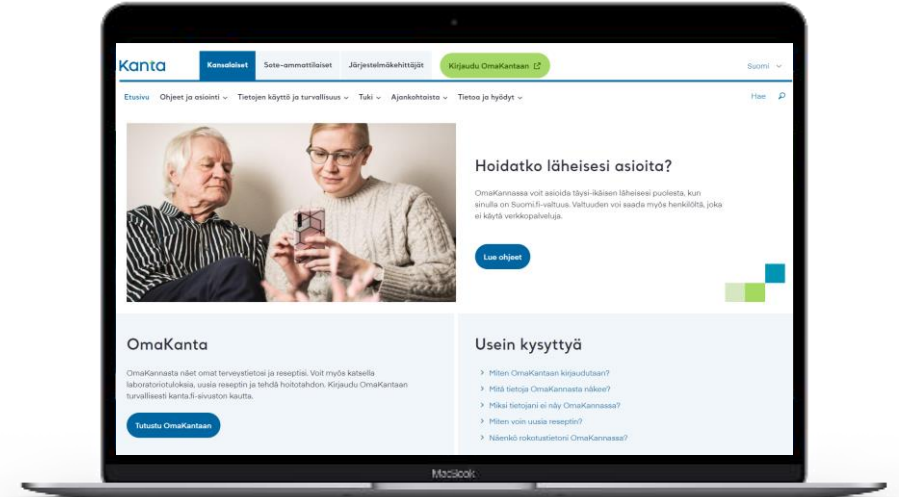 Kanta
Kansalaiset
Sote-ammattilaiset
Järjestelmäkehittäjät
Kirjaudu OmaKantaan
Suomi
Etusivu
Ohjeet ja asiointi
Tietojen käyttö ja turvallisuus
Tuki
Ajankohtaista
Tietoa ja hyödyt
Hae
Hoidatko läheisesi asioita?
OmaKannassa voit asioida täysi-ikäisen läheisesi puolesta, kun
sinulla on Suomi.fi-valtuus. Valtuuden voi saada myös henkilöltä, joka
ei käytä verkkopalveluja.
Lue ohjeet
OmaKanta
OmaKannasta näet omat terveystietosi ja reseptisi. Voit myös katsella
laboratoriotuloksia, uusia reseptin ja tehdä hoitotahdon. Kirjaudu OmaKantaan
turvallisesti kanta.fi-sivuston kautta.
Tutustu OmaKantaan
Usein kysyttyä
Miten OmaKantaan kirjaudutaan?
Mitä tietoja OmaKannasta näkee?
Miksi tietojani ei näy OmaKannassa?
Miten voin uusia reseptin?
Näenkö rokotustietoni OmaKannassa?
MacBook